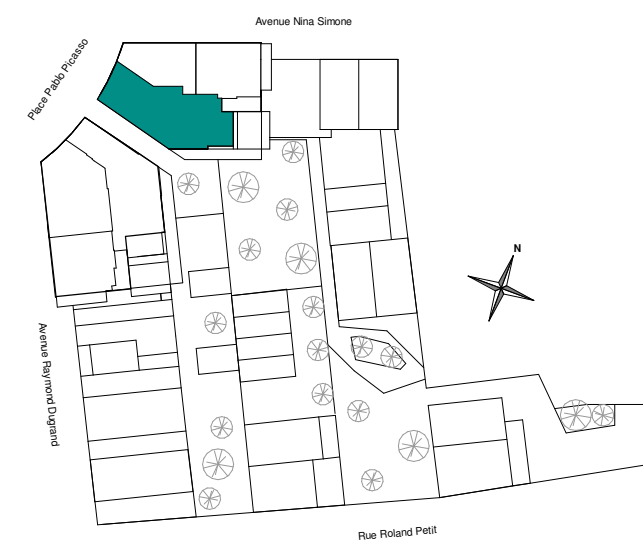 Avenue Nina Simone
Place Pablo Picasso
N
Avenue Raymond Dugrand
Rue Roland Petit